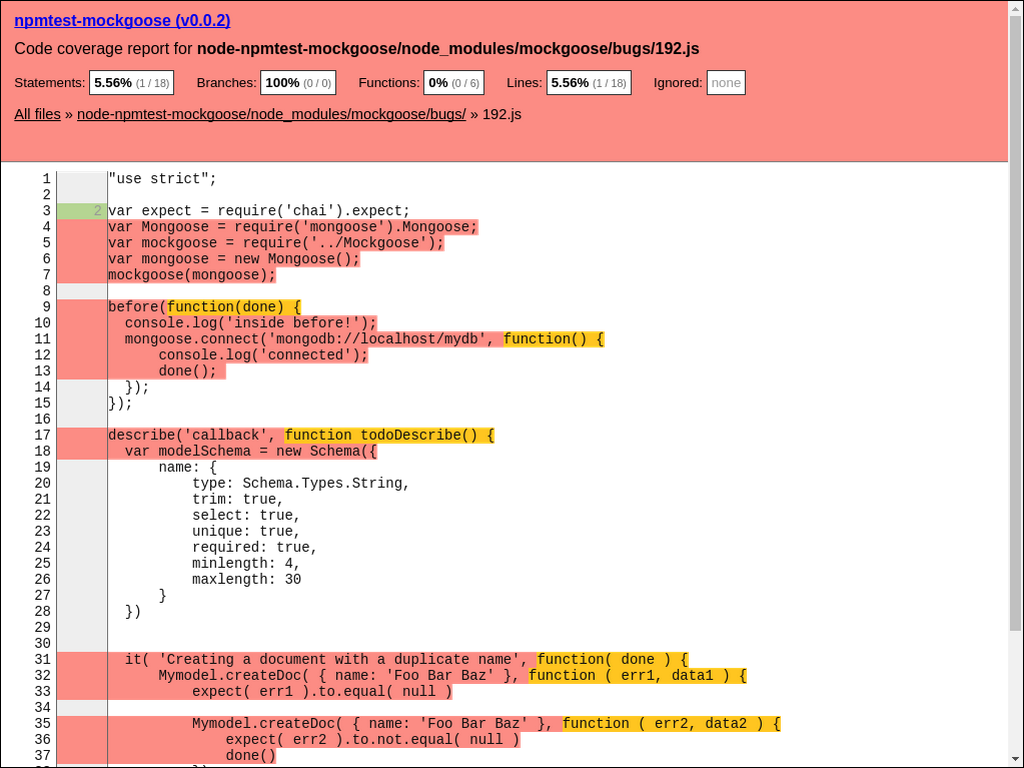 npmtest-mockgoose (v0.0.2)
Code coverage report for node-npmtest-mockgoose/node_modules/mockgoose/bugs/192.js
Statements: 5.56% (1 / 18) Branches: 100% (0 / 0) Functions: 0% (0 / 6) Lines: 5.56% (1 / 18) Ignored: none
All files » node-npmtest-mockgoose/node_modules/mockgoose/bugs/ » 192.js
1 "use strict";
2
3 2 var expect = require('chai').expect;
4 var Mongoose = require('mongoose').Mongoose;
5 var mockgoose = require('../Mockgoose');
6 var mongoose = new Mongoose();
7 mockgoose(mongoose);
8
9 before(function(done) {
10   console.log('inside before!');
11   mongoose.connect('mongodb://localhost/mydb', function() {
12       console.log('connected');
13       done();
14   });
15 });
16
17 describe('callback', function todoDescribe() {
18   var modelSchema = new Schema({
19       name: {
20           type: Schema.Types.String,
21           trim: true,
22           select: true,
23           unique: true,
24           required: true,
25           minlength: 4,
26           maxlength: 30
27       }
28   })
29
30
31   it( 'Creating a document with a duplicate name', function( done ) {
32       Mymodel.createDoc( { name: 'Foo Bar Baz' }, function ( err1, data1 ) {
33           expect( err1 ).to.equal( null )
34
35           Mymodel.createDoc( { name: 'Foo Bar Baz' }, function ( err2, data2 ) {
36               expect( err2 ).to.not.equal( null )
37               done()